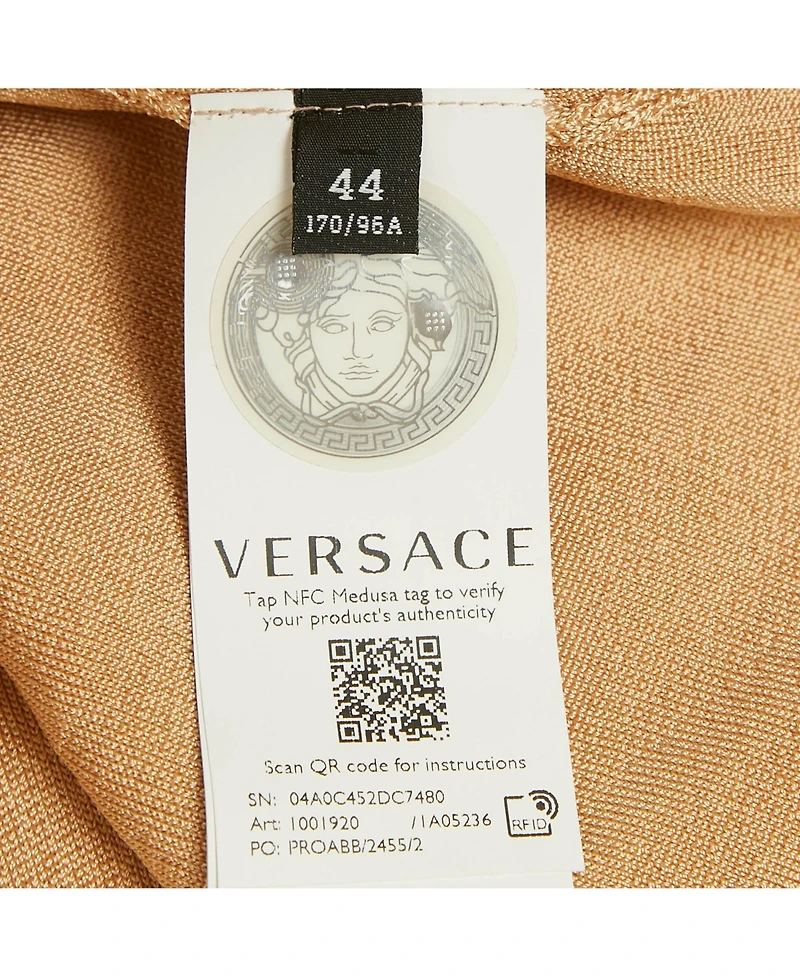 44
170/96A
VERSACE
Tap NFC Medusa tag to verify
your product's authenticity
Scan QR code for instructions
SN: 04A0C452DC7480
Art: 1001920 /1A05236
RFID
PO: PROABB/2455/2